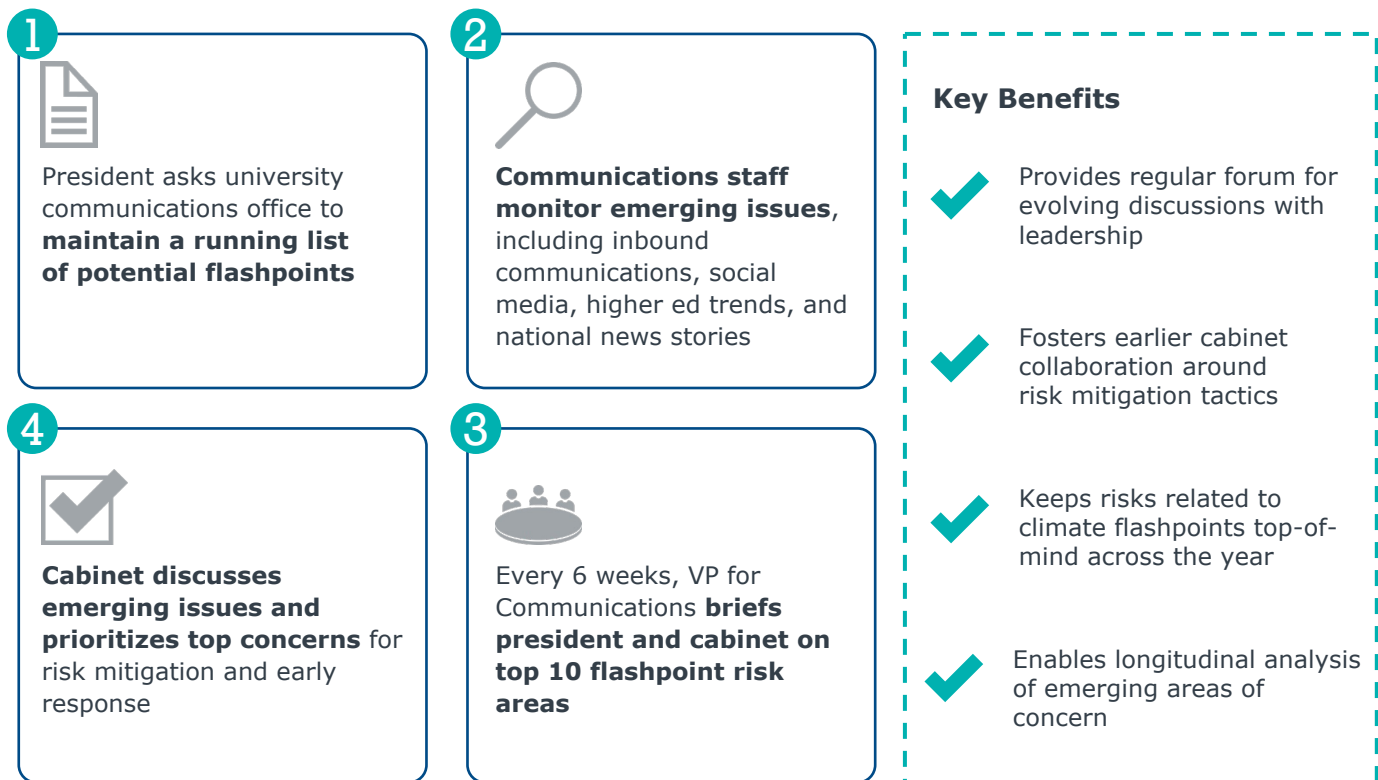 1
President asks university
communications office to
maintain a running list
of potential flashpoints
2
Communications staff
monitor emerging issues,
including inbound
communications, social
media, higher ed trends, and
national news stories
3
Every 6 weeks, VP for
Communications briefs
president and cabinet on
top 10 flashpoint risk
areas
4
Cabinet discusses
emerging issues and
prioritizes top concerns for
risk mitigation and early
response
Key Benefits
Provides regular forum for
evolving discussions with
leadership
Fosters earlier cabinet
collaboration around
risk mitigation tactics
Keeps risks related to
climate flashpoints top-of-
mind across the year
Enables longitudinal analysis
of emerging areas of
concern